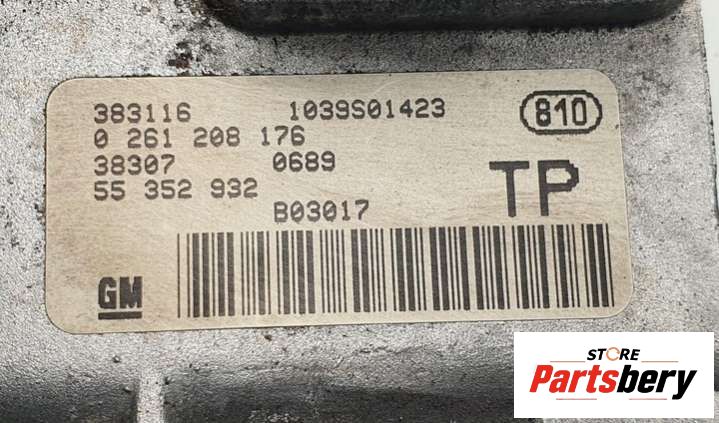 383116 1039S01423 810
0 261 208 176
38307 0689
55 352 932 TP
B03017
GM
STORE
Partsbery